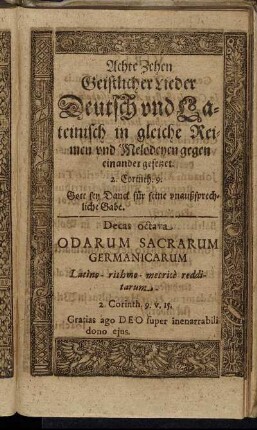 Achte Zehen
Geistlicher Lieder
Deutsch vnd La-
teinisch in gleiche Rei-
men vnd Melodeyen gegen
einander gesetzet.
2. Corinth. 9.
Gott sey Danck für seine vnaußsprech-
liche Gabe.
Decas octava
ODARUM SACRARUM
GERMANICARUM
Latino- rithmo- metricè reddi-
tarum.
2. Corinth. 9. v. 15.
Gratias ago DEO super inenarrabili
dono ejus.